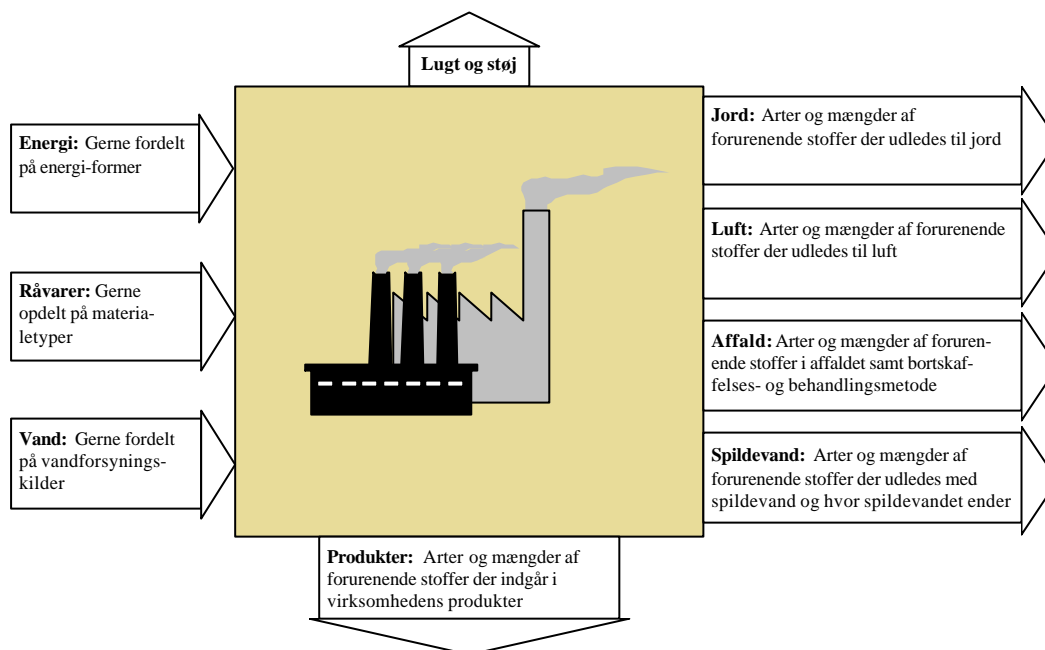 Lugt og støj
Energi: Gerne fordelt
på energi-former
Råvarer: Gerne
opdelt på materia-
letyper
Vand: Gerne fordelt
på vandforsynings-
kilder
Jord: Arter og mængder af
forurenende stoffer der udledes til jord
Luft: Arter og mængder af forurenende
stoffer der udledes til luft
Affald: Arter og mængder af foruren-
ende stoffer i affaldet samt bortskaf-
felses- og behandlingsmetode
Spildevand: Arter og mængder af
forurenende stoffer der udledes med
spildevand og hvor spildevandet ender
Produkter: Arter og mængder af
forurenende stoffer der indgår i
virksomhedens produkter